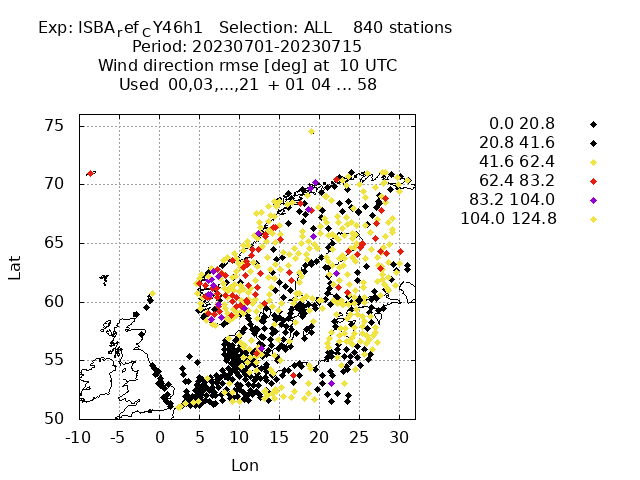 Exp: ISBA_ref_CY46h1 Selection: ALL 840 stations
Period: 20230701-20230715
Wind direction rmse [deg] at 10 UTC
Used 00,03,...,21 + 01 04 ... 58
0.0 20.8
20.8 41.6
41.6 62.4
62.4 83.2
83.2 104.0
104.0 124.8
75
70
65
60
55
50
Lat
-10 -5 0 5 10 15 20 25 30
Lon